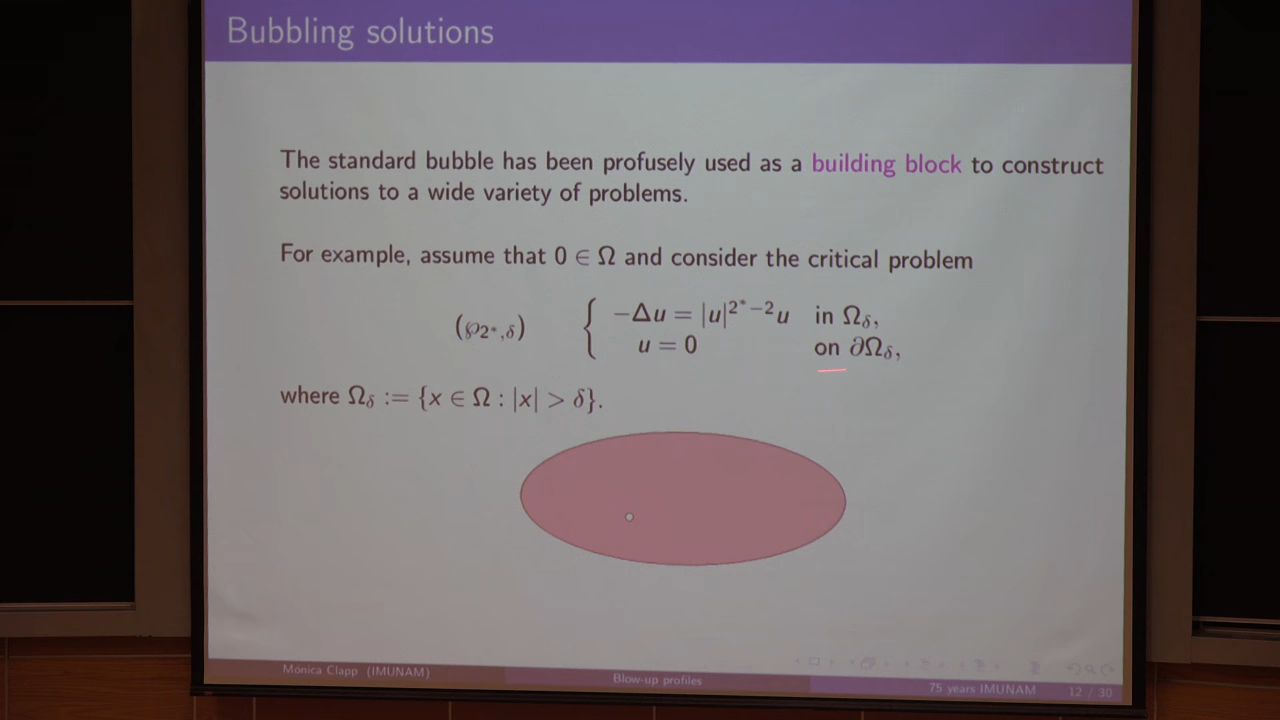 Bubbling solutions
The standard bubble has been profusely used as a building block to construct
solutions to a wide variety of problems.
For example, assume that 0 ∈ Ω and consider the critical problem
(℘₂*,δ) { −Δu = |u|^{2*−2}u in Ωδ,
u = 0 on ∂Ωδ,
where Ωδ := {x ∈ Ω : |x| > δ}.
Mónica Clapp (IMUNAM) Blow-up profiles 75 years IMUNAM 12 / 30